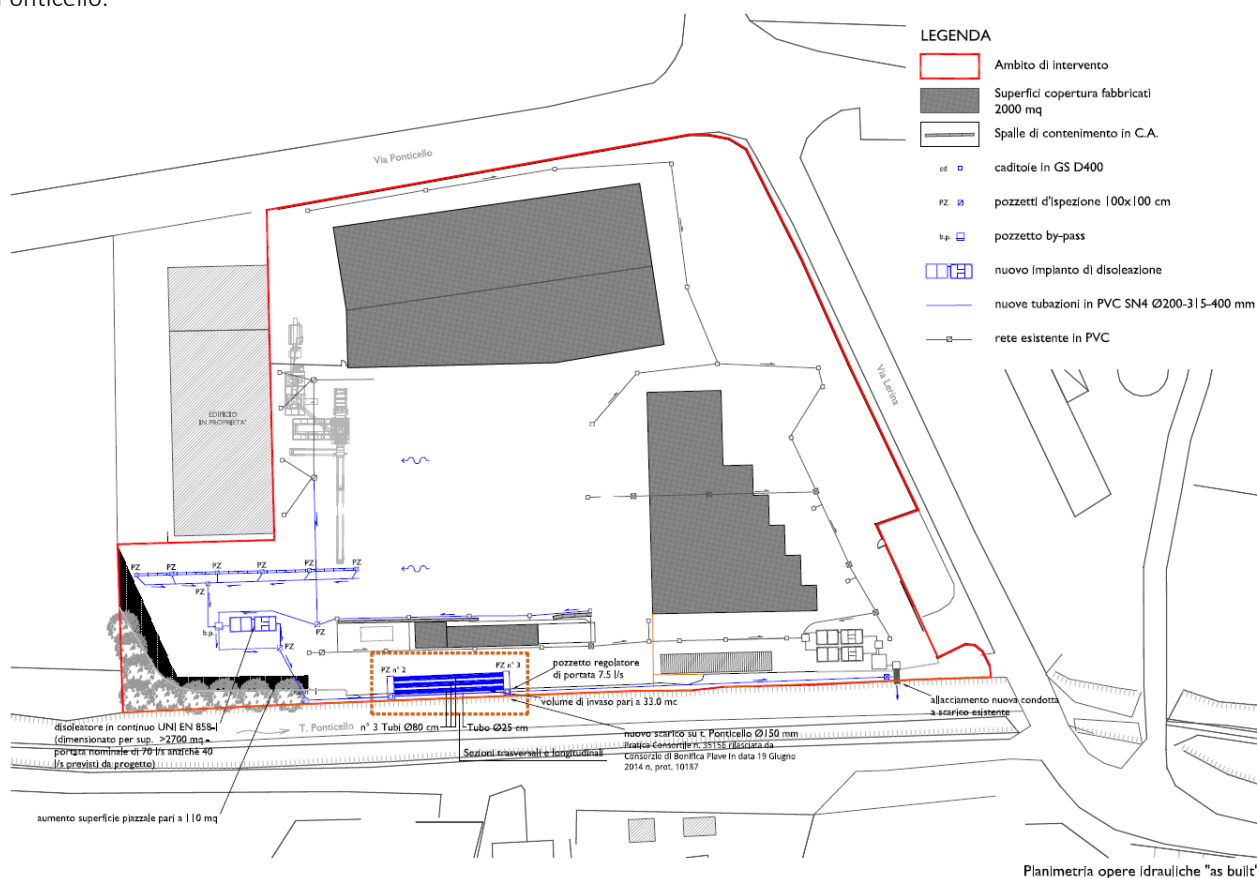 Ponticello.
LEGENDA
Ambito di intervento
Superfici copertura fabbricati
2000 mq
Spalle di contenimento in C.A.
cd
caditoie in GS D400
PZ
pozzetti d'ispezione 100x100 cm
b.p.
pozzetto by-pass
nuovo impianto di disoleazione
nuove tubazioni in PVC SN4 Ø200-315-400 mm
rete esistente in PVC
Via Ponticello
Via Lerina
EDIFICIO
IN PROPRIETA'
PZ
PZ
PZ
PZ
PZ
PZ
PZ
b.p.
PZ
PZ
PZ n° 2
PZ n° 3
pozzetto regolatore
di portata 7.5 l/s
volume di invaso pari a 33.0 mc
allacciamento nuova condotta
a scarico esistente
disoleatore in continuo UNI EN 858-I
(dimensionato per sup. >2700 mq -
portata nominale di 70 l/s anziché 40
l/s previsti da progetto)
T. Ponticello
n° 3 Tubi Ø80 cm
Tubo Ø25 cm
Sezioni trasversali e longitudinali
nuovo scarico su t. Ponticello Ø150 mm
Pratica Consortile n. 35156 rilasciata da
Consorzio di Bonifica Piave in data 19 Giugno
2014 n. prot. 10187
aumento superficie piazzale pari a 110 mq
Planimetria opere idrauliche "as built"